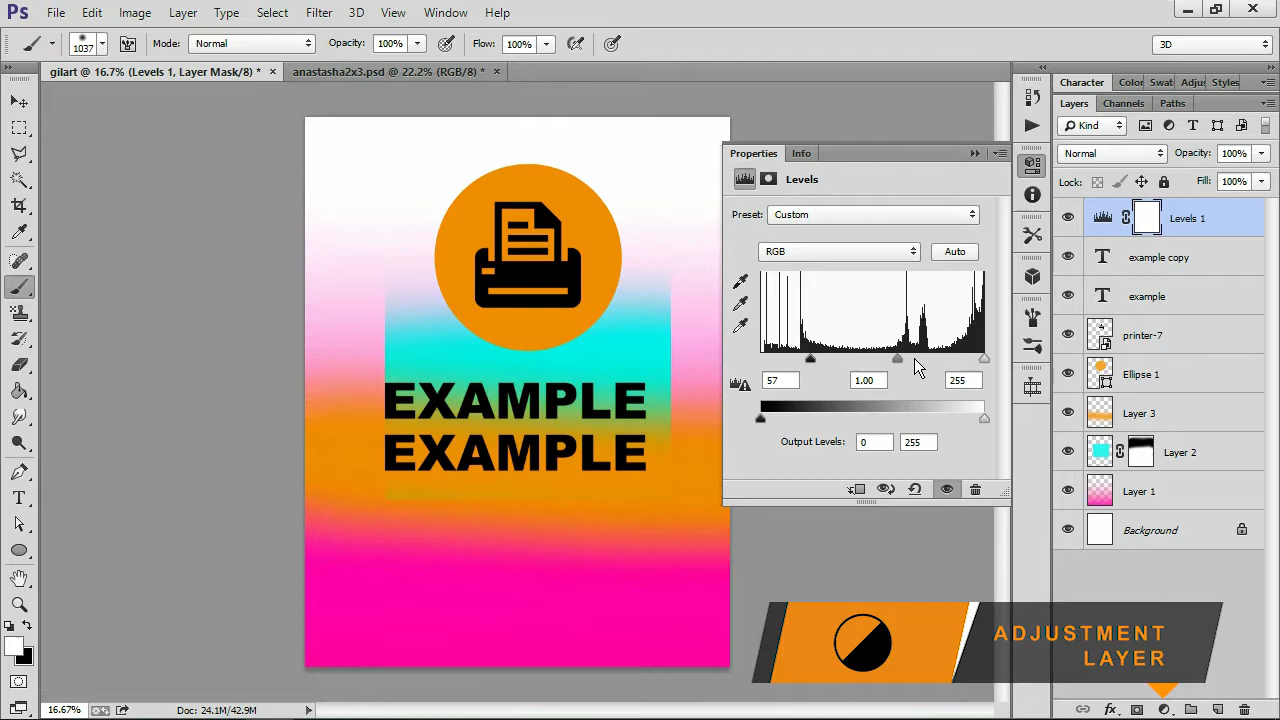 Ps File Edit Image Layer Type Select Filter 3D View Window Help
1037 Mode: Normal Opacity: 100% Flow: 100% 3D
gilart @ 16.7% (Levels 1, Layer Mask/8) * × anastasha2x3.psd @ 22.2% (RGB/8) * ×
Character Color Swat Adjus Styles
Layers Channels Paths
Kind T
Normal Opacity: 100%
Lock: Fill: 100%
Levels 1
T example copy
T example
printer-7
Ellipse 1
Layer 3
Layer 2
Layer 1
Background
Properties Info
Levels
Preset: Custom
RGB Auto
57 1.00 255
Output Levels: 0 255
EXAMPLE
EXAMPLE
ADJUSTMENT
LAYER
16.67% Doc: 24.1M/42.9M
fx